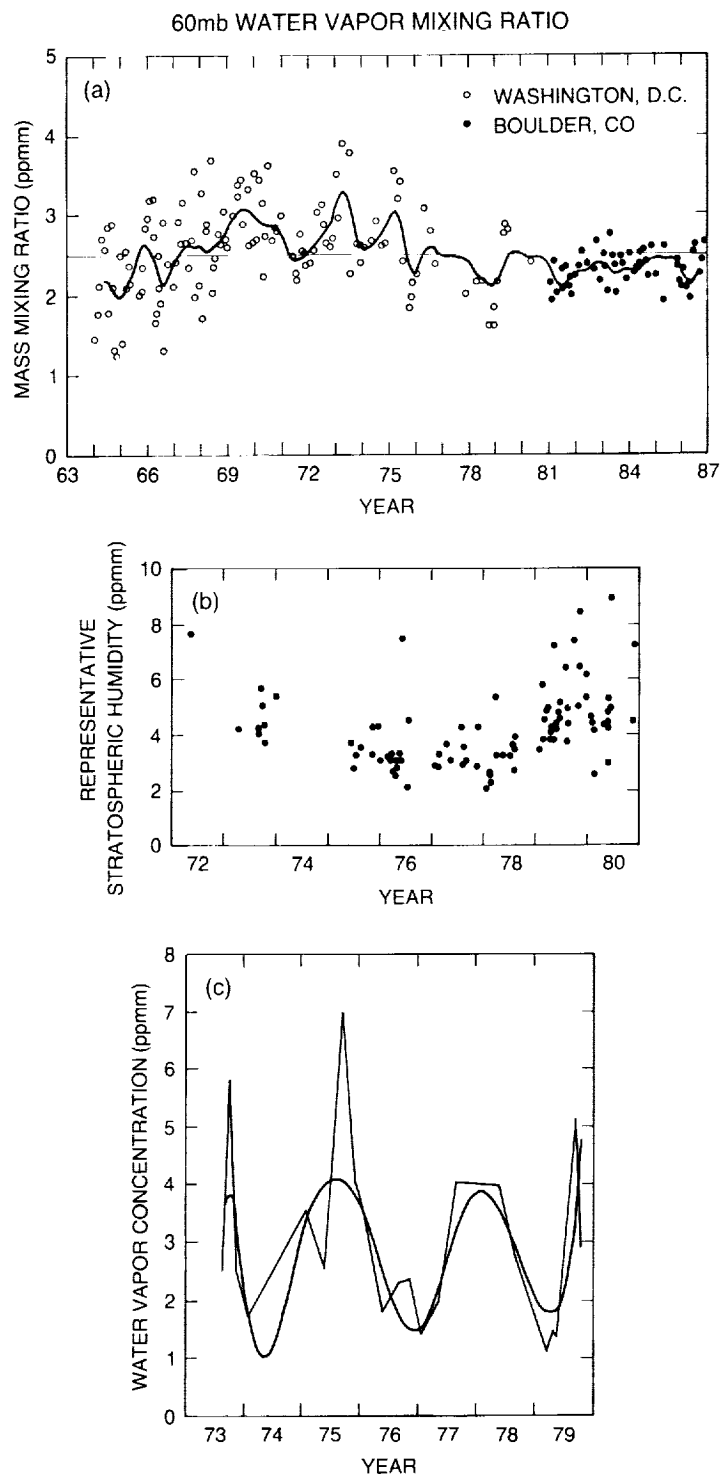 60mb WATER VAPOR MIXING RATIO
(a)
○ WASHINGTON, D.C.
● BOULDER, CO
MASS MIXING RATIO (ppmm)
5
4
3
2
1
0
63 66 69 72 75 78 81 84 87
YEAR
(b)
REPRESENTATIVE
STRATOSPHERIC HUMIDITY (ppmm)
10
8
6
4
2
0
72 74 76 78 80
YEAR
(c)
WATER VAPOR CONCENTRATION (ppmm)
8
7
6
5
4
3
2
1
0
73 74 75 76 77 78 79
YEAR